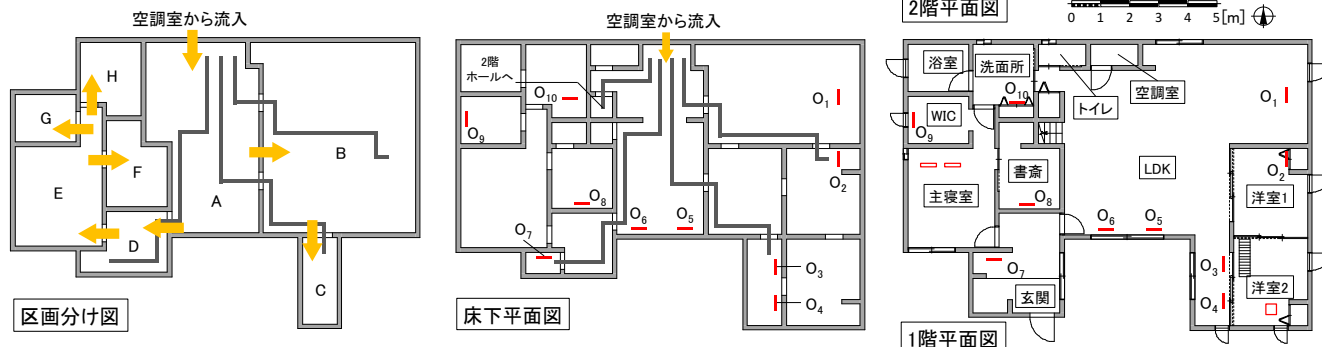 空調室から流入
H
G
F
E
A
B
D
C
区画分け図
空調室から流入
2階
ホールへ
O10
O1
O9
O2
O8
O6
O5
O7
O3
O4
床下平面図
2階平面図
0 1 2 3 4 5[m]
浴室
洗面所
O10
トイレ
空調室
O1
WIC
O9
主寝室
書斎
O8
LDK
O2
洋室1
O6
O5
O7
O3
O4
玄関
洋室2
1階平面図